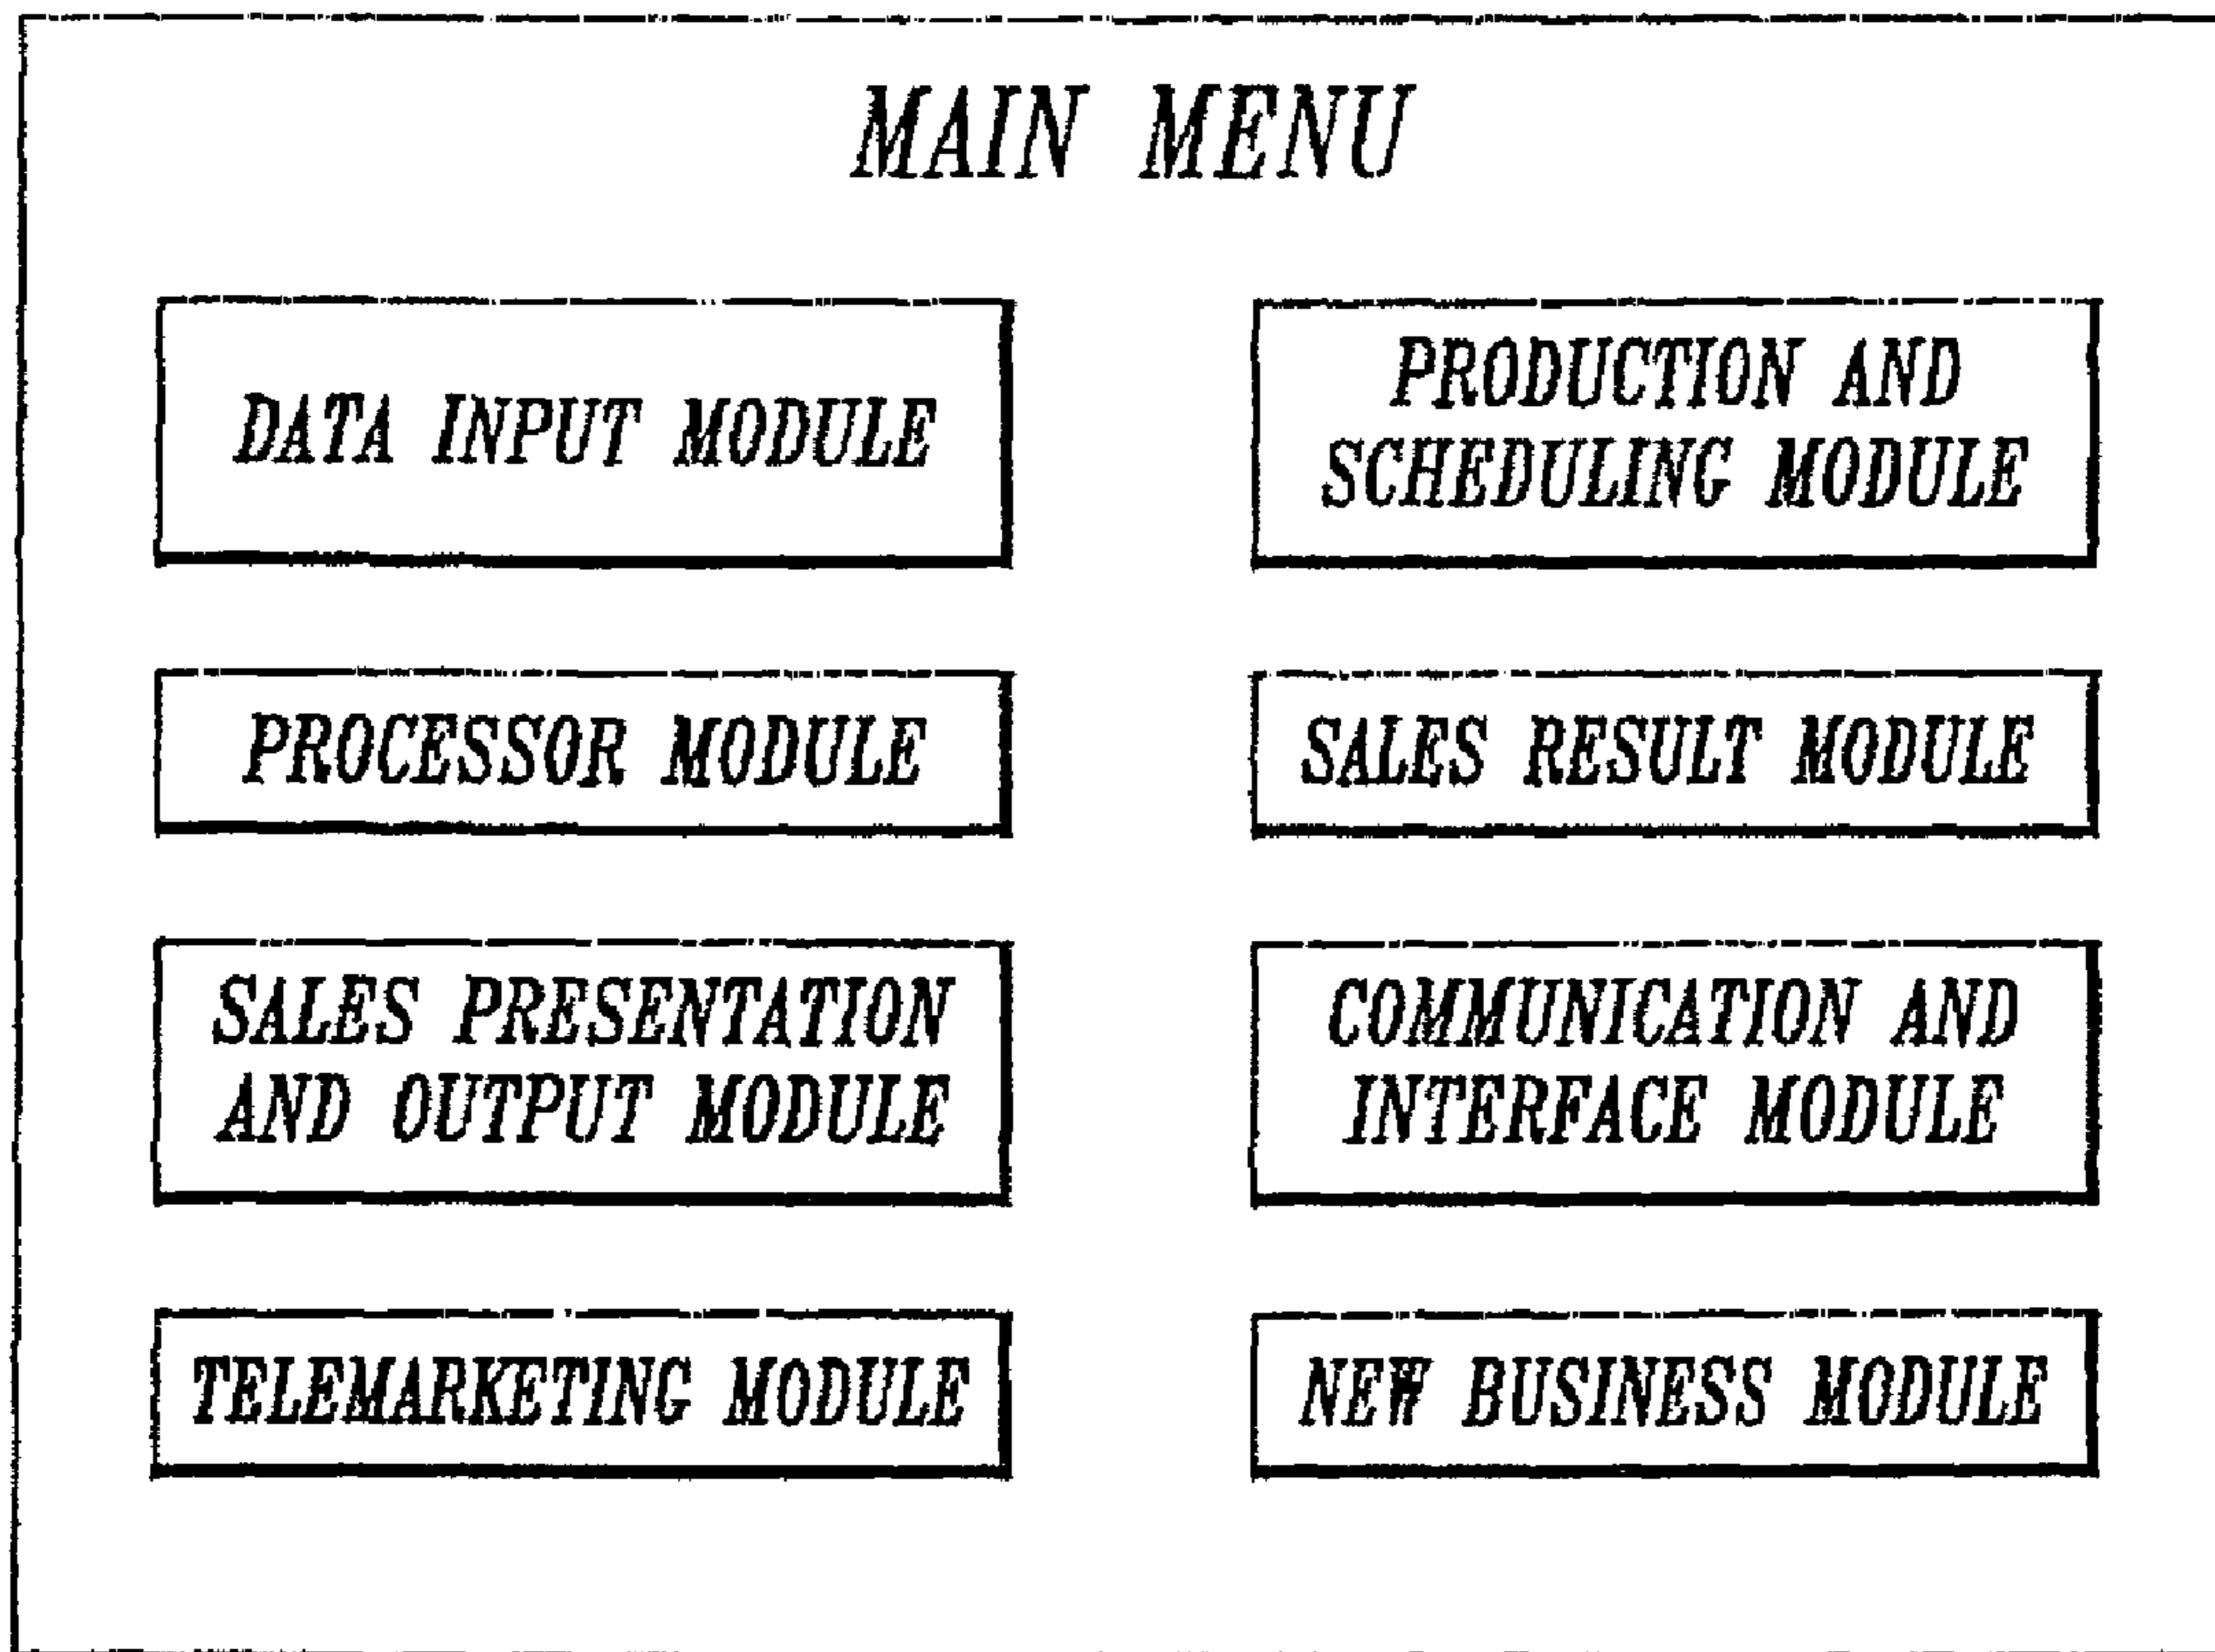 MAIN MENU
DATA INPUT MODULE
PRODUCTION AND
SCHEDULING MODULE
PROCESSOR MODULE
SALES RESULT MODULE
SALES PRESENTATION
AND OUTPUT MODULE
COMMUNICATION AND
INTERFACE MODULE
TELEMARKETING MODULE
NEW BUSINESS MODULE